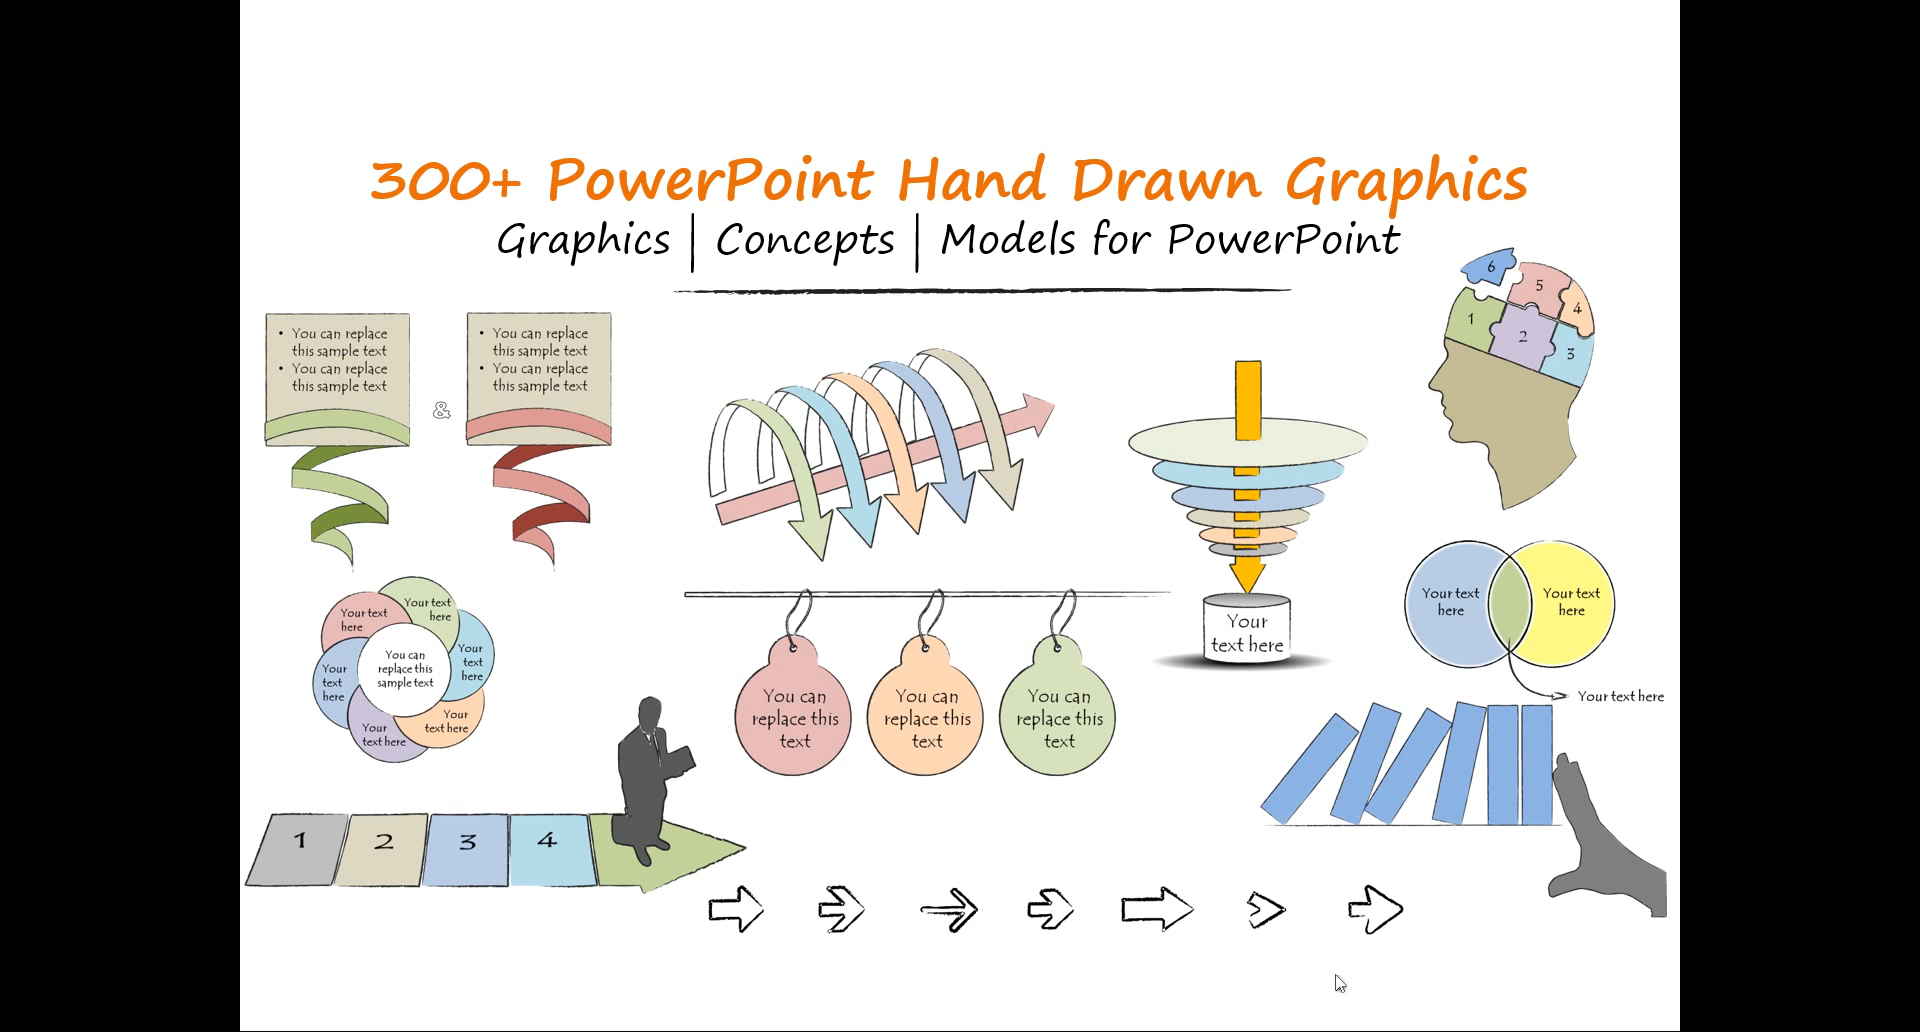 300+ PowerPoint Hand Drawn Graphics
Graphics | Concepts | Models for PowerPoint
• You can replace
this sample text
• You can replace
this sample text
&
• You can replace
this sample text
• You can replace
this sample text
6
5
4
1
2
3
Your text
here
Your text
here
Your text here
Your
text here
Your text
here
Your text
here
Your
text
here
Your
text here
Your
text here
Your
text
here
You can
replace this
sample text
You can
replace this
text
You can
replace this
text
You can
replace this
text
1
2
3
4